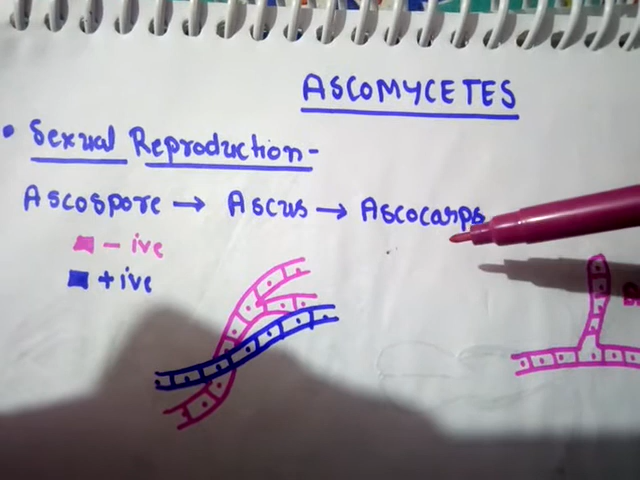 ASCOMYCETES
• Sexual Reproduction-
Ascospore → Ascus → Ascocarps
- ive
+ive